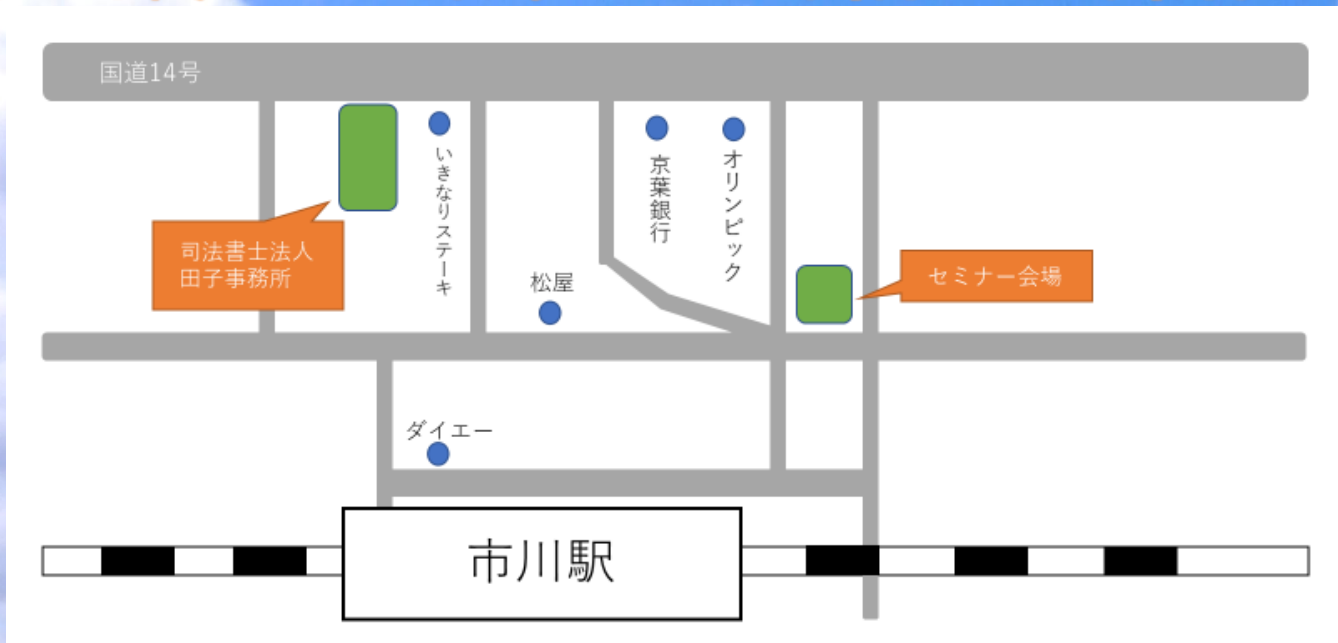 国道14号
いきなりステーキ
京葉銀行
オリンピック
司法書士法人
田子事務所
松屋
セミナー会場
ダイエー
市川駅